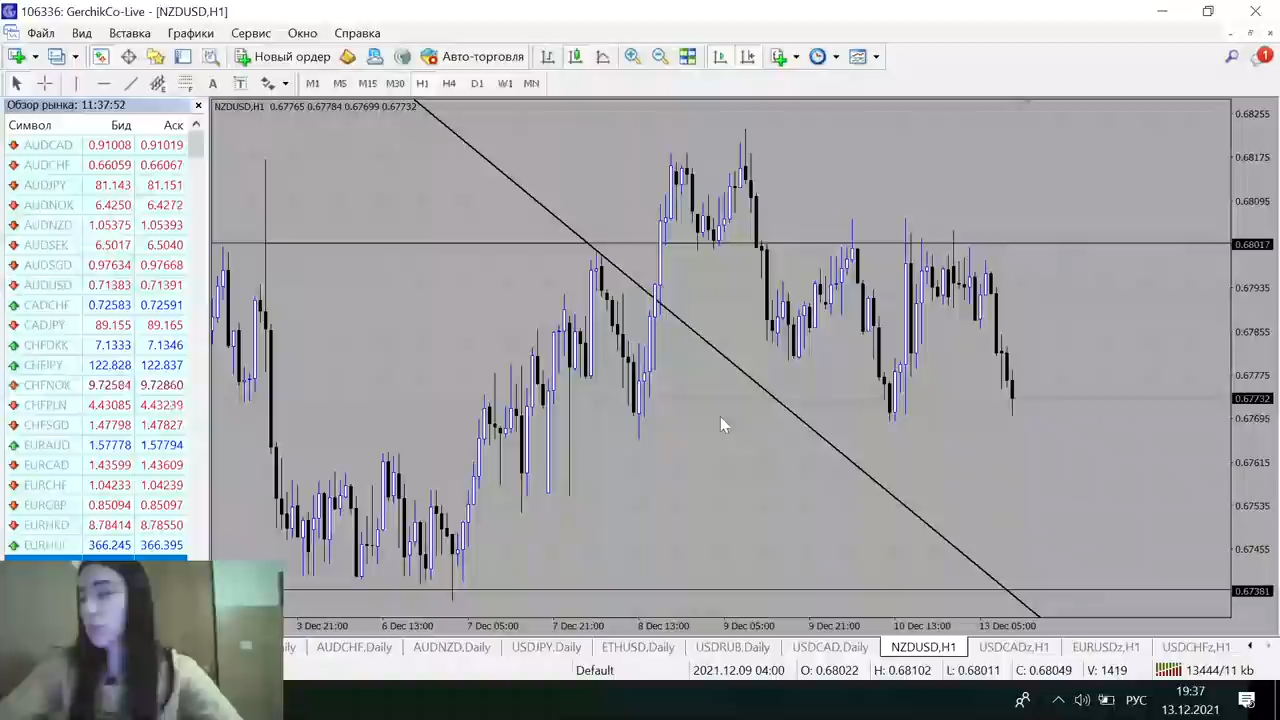 106336: GerchikCo-Live - [NZDUSD,H1]
Файл Вид Вставка Графики Сервис Окно Справка
Новый ордер Авто-торговля 1
A T M1 M5 M15 M30 H1 H4 D1 W1 MN
Обзор рынка: 11:37:52
Символ Бид Аск
AUDCAD 0.91008 0.91019
AUDCHF 0.66059 0.66067
AUDJPY 81.143 81.151
AUDNOK 6.4250 6.4272
AUDNZD 1.05375 1.05393
AUDSEK 6.5017 6.5040
AUDSGD 0.97634 0.97668
AUDUSD 0.71383 0.71391
CADCHF 0.72583 0.72591
CADJPY 89.155 89.165
CHFDKK 7.1333 7.1346
CHFJPY 122.828 122.837
CHFNOK 9.72584 9.72860
CHFPLN 4.43085 4.43239
CHFSGD 1.47798 1.47827
EURAUD 1.57778 1.57794
EURCAD 1.43599 1.43609
EURCHF 1.04233 1.04239
EURGBP 0.85094 0.85097
EURHKD 8.78414 8.78550
EURHUF 366.245 366.395
NZDUSD,H1 0.67765 0.67784 0.67699 0.67732
0.68255
0.68175
0.68095
0.68017
0.67935
0.67855
0.67775
0.67732
0.67695
0.67615
0.67535
0.67455
0.67381
3 Dec 21:00 6 Dec 13:00 7 Dec 05:00 7 Dec 21:00 8 Dec 13:00 9 Dec 05:00 9 Dec 21:00 10 Dec 13:00 13 Dec 05:00
ily AUDCHF.Daily AUDNZD.Daily USDJPY.Daily ETHUSD.Daily USDRUB.Daily USDCAD.Daily NZDUSD,H1 USDCADz,H1 EURUSDz,H1 USDCHFz,H1
Default 2021.12.09 04:00 O: 0.68022 H: 0.68102 L: 0.68011 C: 0.68049 V: 1419 13444/11 kb
РУС 19:37
13.12.2021